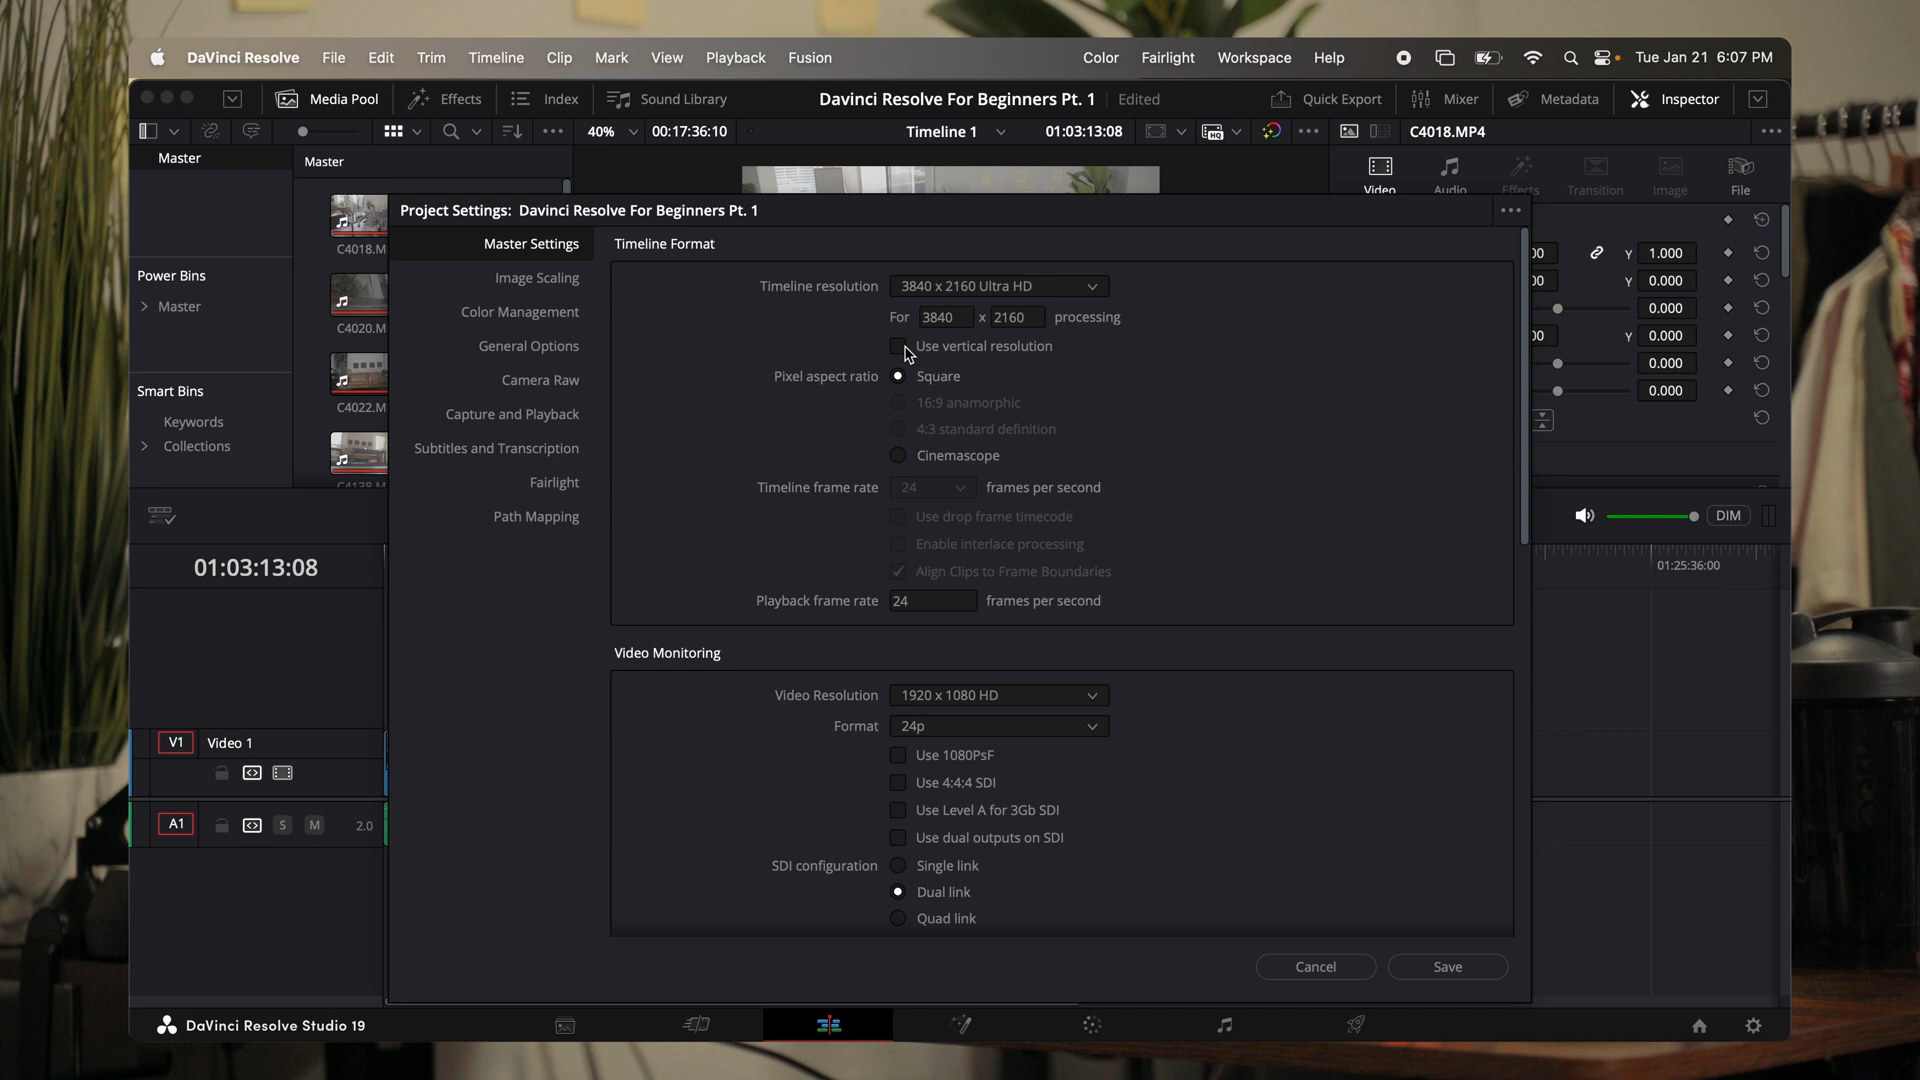 DaVinci Resolve File Edit Trim Timeline Clip Mark View Playback Fusion Color Fairlight Workspace Help Tue Jan 21 6:07 PM
Media Pool Effects Index Sound Library Davinci Resolve For Beginners Pt. 1 Edited Quick Export Mixer Metadata Inspector
40% 00:17:36:10 Timeline 1 01:03:13:08 HQ C4018.MP4
Master
Master
Video Audio Effects Transition Image File
Project Settings: Davinci Resolve For Beginners Pt. 1
Master Settings
Image Scaling
Color Management
General Options
Camera Raw
Capture and Playback
Subtitles and Transcription
Fairlight
Path Mapping
Timeline Format
Timeline resolution 3840 x 2160 Ultra HD
For 3840 x 2160 processing
Use vertical resolution
Pixel aspect ratio Square
16:9 anamorphic
4:3 standard definition
Cinemascope
Timeline frame rate 24 frames per second
Use drop frame timecode
Enable interlace processing
Align Clips to Frame Boundaries
Playback frame rate 24 frames per second
Video Monitoring
Video Resolution 1920 x 1080 HD
Format 24p
Use 1080PsF
Use 4:4:4 SDI
Use Level A for 3Gb SDI
Use dual outputs on SDI
SDI configuration Single link
Dual link
Quad link
Cancel Save
Power Bins
Master
Smart Bins
Keywords
Collections
C4018.M
C4020.M
C4022.M
C4138.M
00 Y 1.000
00 Y 0.000
0.000
00 Y 0.000
0.000
0.000
DIM
01:03:13:08
01:25:36:00
V1 Video 1
A1 S M 2.0
DaVinci Resolve Studio 19